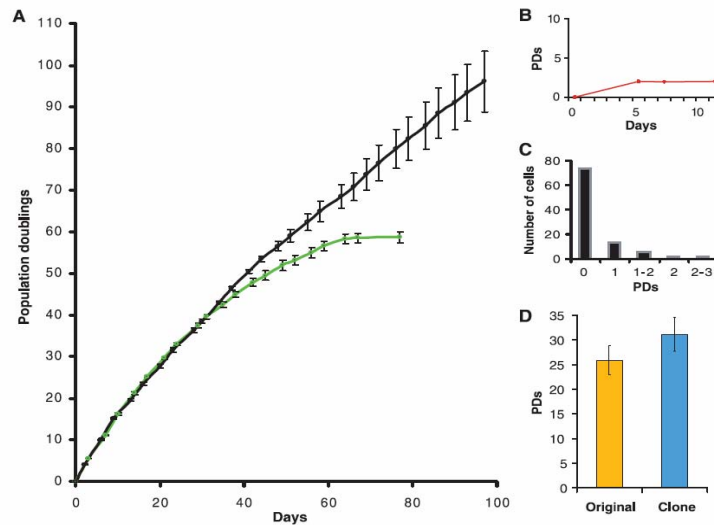 A
110
100
90
80
70
60
50
40
30
20
10
0
Population doublings
0 20 40 60 80 100
Days
B
10
5
0
PDs
0 5 10
Days
C
80
60
40
20
0
Number of cells
0 1 1-2 2 2-3
PDs
D
35
30
25
20
15
10
5
0
PDs
Original Clone